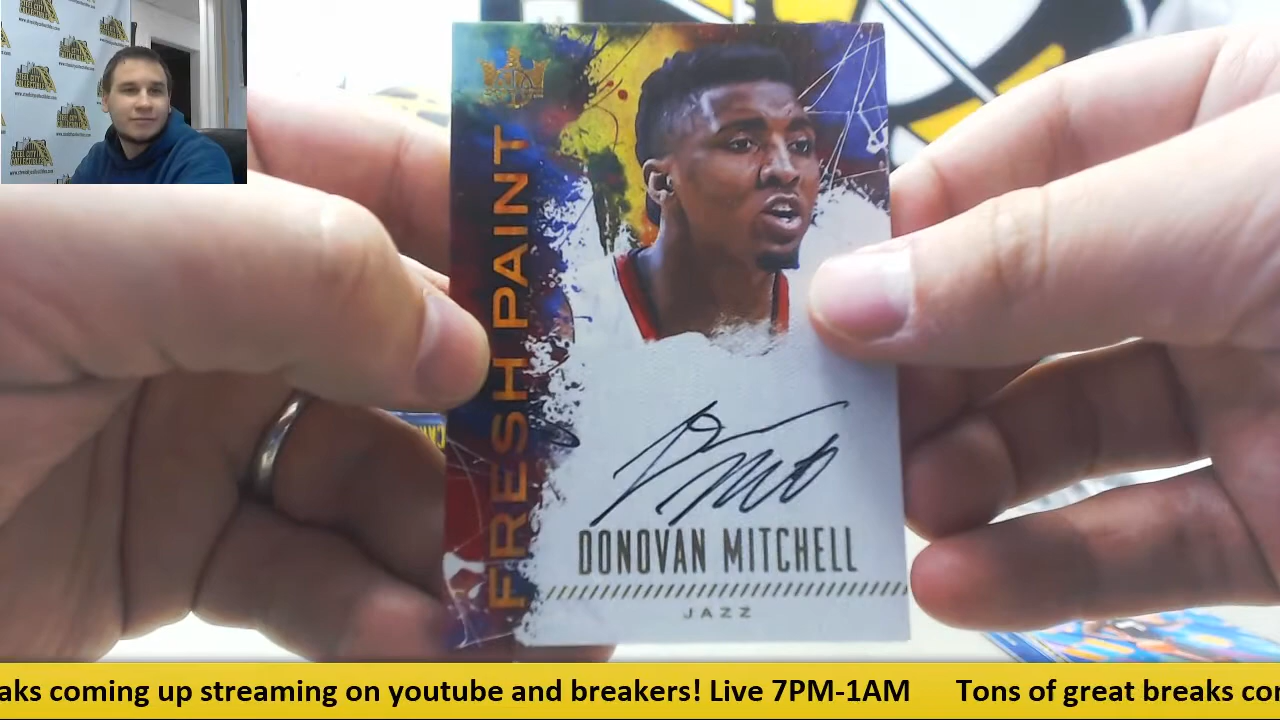 FRESH PAINT
DONOVAN MITCHELL
JAZZ
aks coming up streaming on youtube and breakers! Live 7PM-1AM Tons of great breaks co